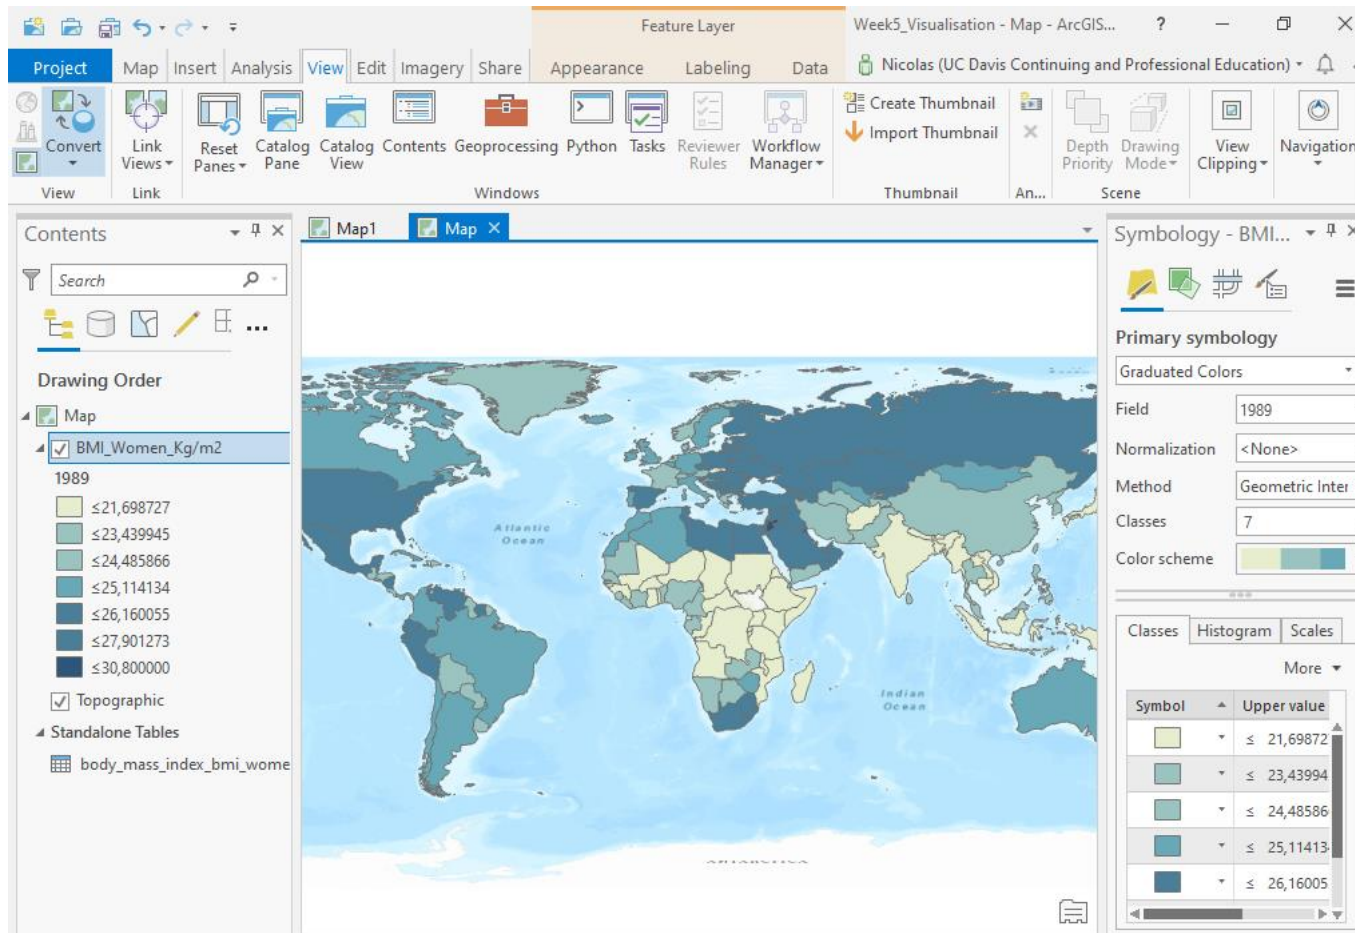 Feature Layer
Week5_Visualisation - Map - ArcGIS...
?
Project Map Insert Analysis View Edit Imagery Share Appearance Labeling Data
Nicolas (UC Davis Continuing and Professional Education)
Convert
Link Views
Reset Panes
Catalog Pane
Catalog View
Contents
Geoprocessing
Python
Tasks
Reviewer Rules
Workflow Manager
Create Thumbnail
Import Thumbnail
Depth Priority
Drawing Mode
View Clipping
Navigation
View Link Windows Thumbnail An... Scene
Contents
Search
Drawing Order
Map
BMI_Women_Kg/m2
1989
≤21,698727
≤23,439945
≤24,485866
≤25,114134
≤26,160055
≤27,901273
≤30,800000
Topographic
Standalone Tables
body_mass_index_bmi_wome
Map1 Map
Atlantic
Ocean
Indian
Ocean
Symbology - BMI...
Primary symbology
Graduated Colors
Field 1989
Normalization <None>
Method Geometric Inter
Classes 7
Color scheme
Classes Histogram Scales
More
Symbol Upper value
≤ 21,69872
≤ 23,43994
≤ 24,48586
≤ 25,11413
≤ 26,16005